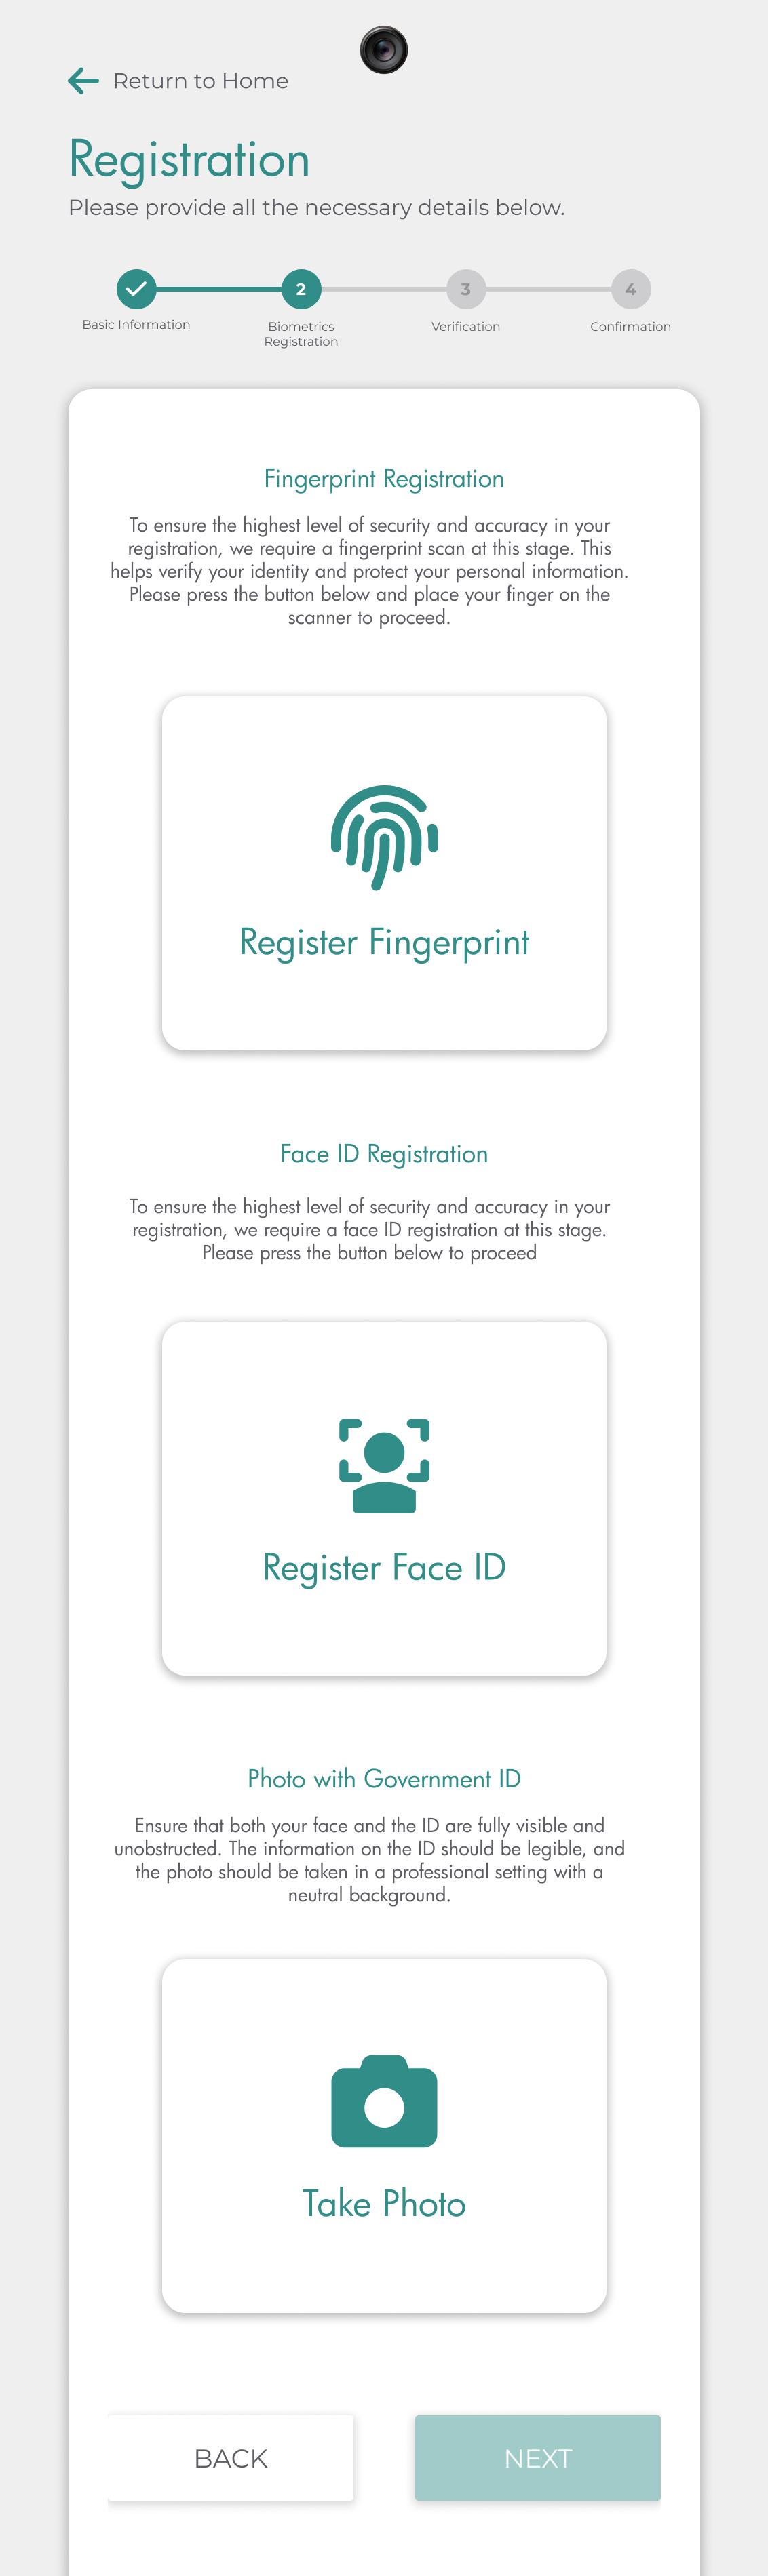 Return to Home
Registration
Please provide all the necessary details below.
2
3
4
Basic Information
Biometrics
Registration
Verification
Confirmation
Fingerprint Registration
To ensure the highest level of security and accuracy in your
registration, we require a fingerprint scan at this stage. This
helps verify your identity and protect your personal information.
Please press the button below and place your finger on the
scanner to proceed.
Register Fingerprint
Face ID Registration
To ensure the highest level of security and accuracy in your
registration, we require a face ID registration at this stage.
Please press the button below to proceed
Register Face ID
Photo with Government ID
Ensure that both your face and the ID are fully visible and
unobstructed. The information on the ID should be legible, and
the photo should be taken in a professional setting with a
neutral background.
Take Photo
BACK
NEXT